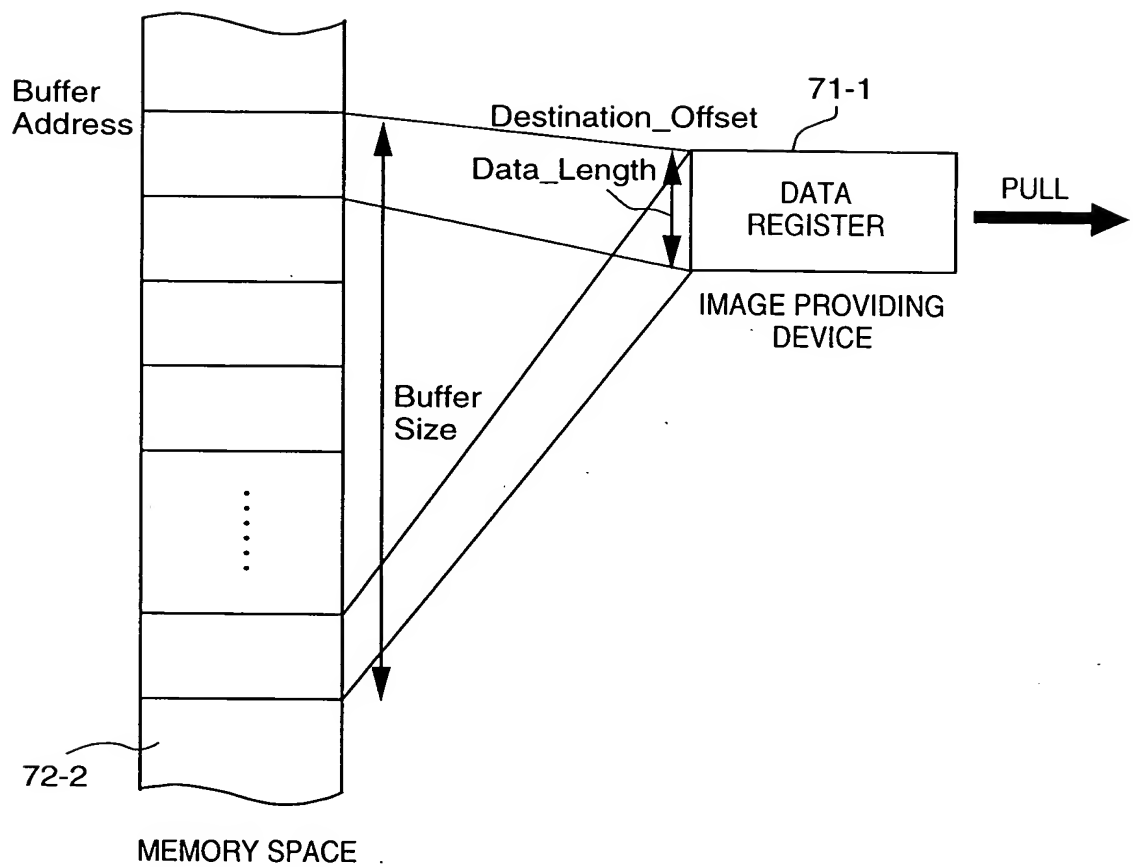 71-1
Buffer
Address
Destination_Offset
Data_Length
DATA
REGISTER
PULL
IMAGE PROVIDING
DEVICE
Buffer
Size
72-2
MEMORY SPACE